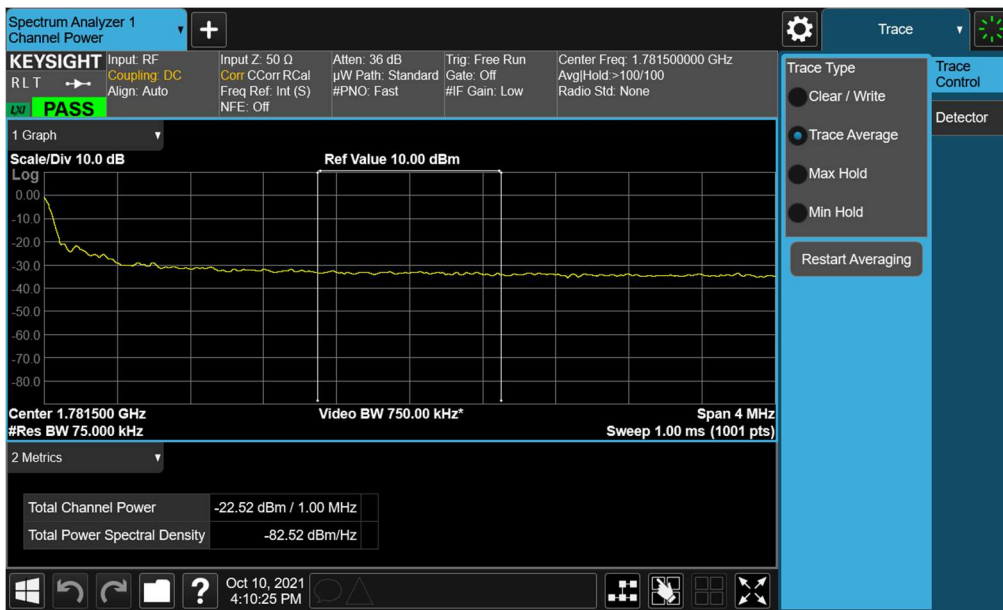 Spectrum Analyzer 1
Channel Power
+
Trace
KEYSIGHT
R L T
LXI
PASS
Input: RF
Coupling: DC
Align: Auto
Input Z: 50 Ω
Corr CCorr RCal
Freq Ref: Int (S)
NFE: Off
Atten: 36 dB
µW Path: Standard
#PNO: Fast
Trig: Free Run
Gate: Off
#IF Gain: Low
Center Freq: 1.781500000 GHz
Avg|Hold:>100/100
Radio Std: None
Trace Type
Clear / Write
Trace Average
Max Hold
Min Hold
Restart Averaging
Trace
Control
Detector
1 Graph
Scale/Div 10.0 dB
Ref Value 10.00 dBm
Log
0.00
-10.0
-20.0
-30.0
-40.0
-50.0
-60.0
-70.0
-80.0
Center 1.781500 GHz
Video BW 750.00 kHz*
Span 4 MHz
#Res BW 75.000 kHz
Sweep 1.00 ms (1001 pts)
2 Metrics
Total Channel Power -22.52 dBm / 1.00 MHz
Total Power Spectral Density -82.52 dBm/Hz
?
Oct 10, 2021
4:10:25 PM